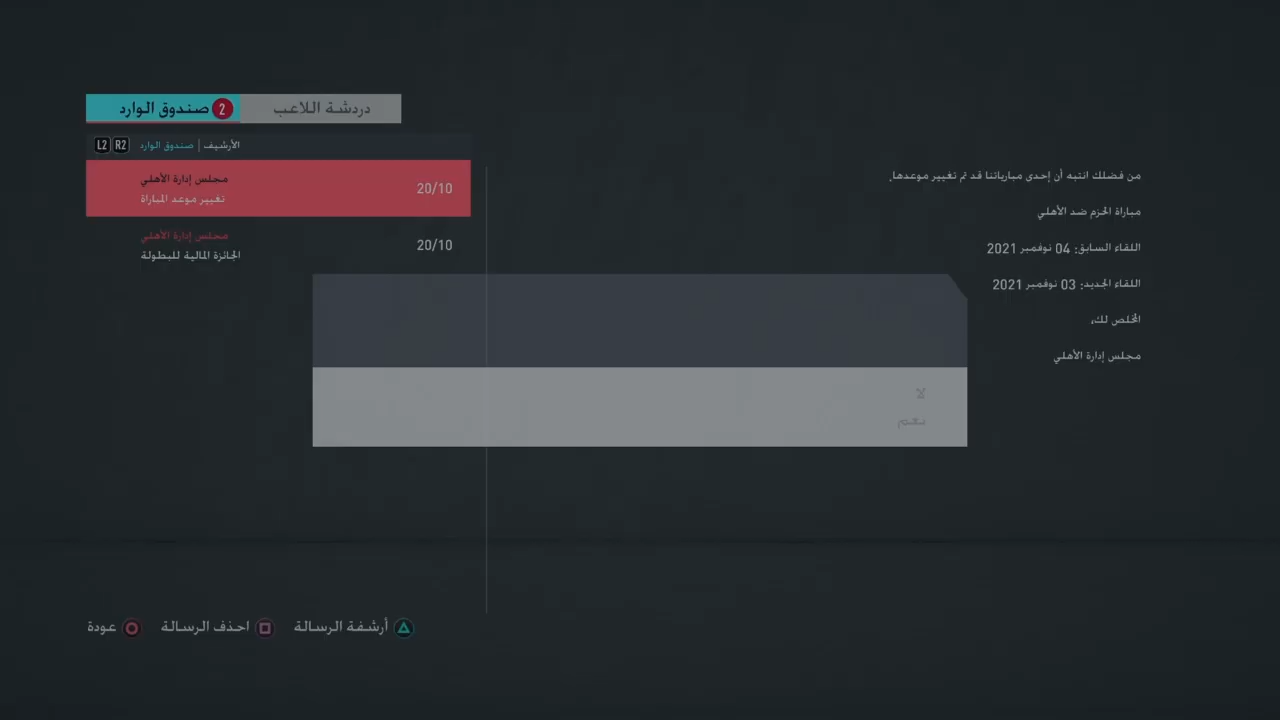 صندوق الوارد 2
دردشة اللاعب
L2 R2 صندوق الوارد | الأرشيف
مجلس إدارة الأهلي
تغيير موعد المباراة
20/10
مجلس إدارة الأهلي
الجائزة المالية للبطولة
20/10
من فضلك انتبه أن إحدى مبارياتنا قد تم تغيير موعدها.
مباراة الحزم ضد الأهلي
اللقاء السابق: 04 نوفمبر 2021
اللقاء الجديد: 03 نوفمبر 2021
المخلص لك،
مجلس إدارة الأهلي
لا
نعم
عودة
احذف الرسالة
أرشفة الرسالة